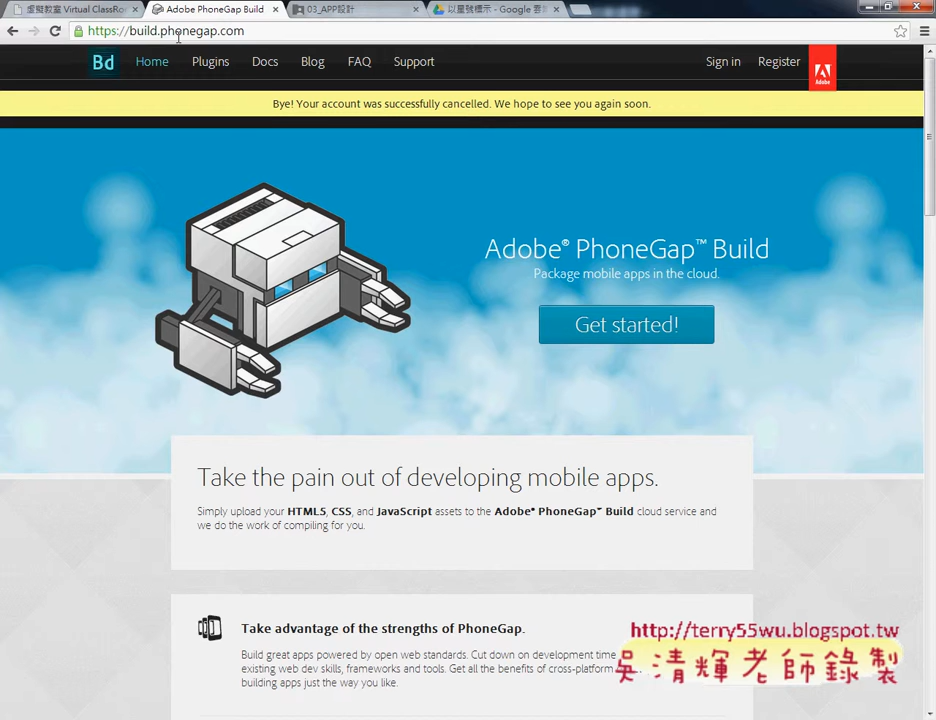 虛擬教室 Virtual ClassRo
Adobe PhoneGap Build
03_APP設計
以星號標示 - Google 雲
https://build.phonegap.com
Bd
Home
Plugins
Docs
Blog
FAQ
Support
Sign in
Register
Adobe
Bye! Your account was successfully cancelled. We hope to see you again soon.
Adobe® PhoneGap™ Build
Package mobile apps in the cloud.
Get started!
Take the pain out of developing mobile apps.
Simply upload your HTML5, CSS, and JavaScript assets to the Adobe® PhoneGap™ Build cloud service and
we do the work of compiling for you.
Take advantage of the strengths of PhoneGap.
Build great apps powered by open web standards. Cut down on development time
existing web dev skills, frameworks and tools. Get all the benefits of cross-platform
building apps just the way you like.
http://terry55wu.blogspot.tw
吳清輝老師錄製